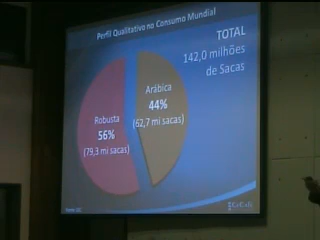 Perfil Qualitativo no Consumo Mundial
TOTAL
142,0 milhões
de Sacas
Arábica
44%
(62,7 mi sacas)
Robusta
56%
(79,3 mi sacas)